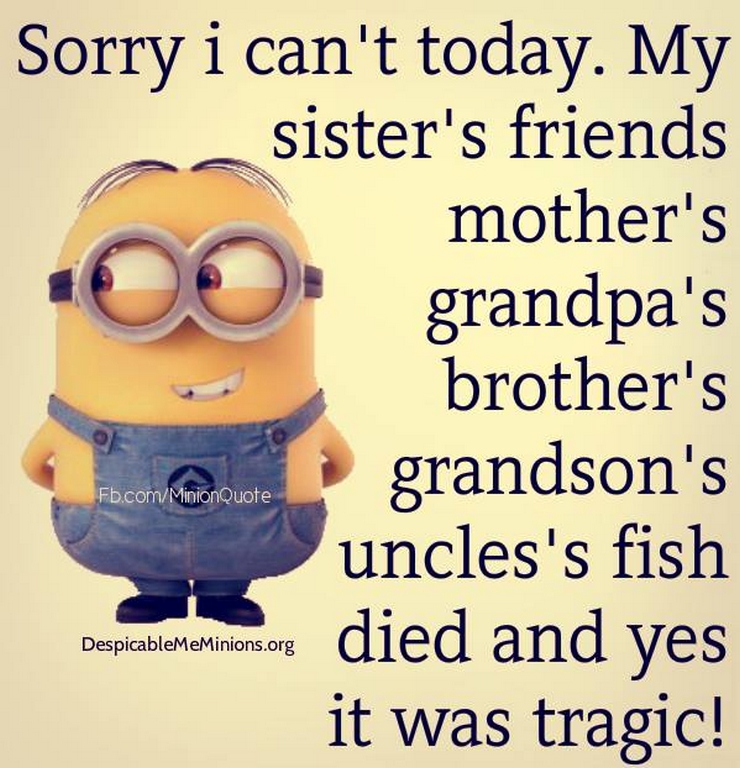 Sorry i can't today. My
sister's friends
mother's
grandpa's
brother's
grandson's
uncles's fish
died and yes
it was tragic!
Fb.com/MinionQuote
DespicableMeMinions.org